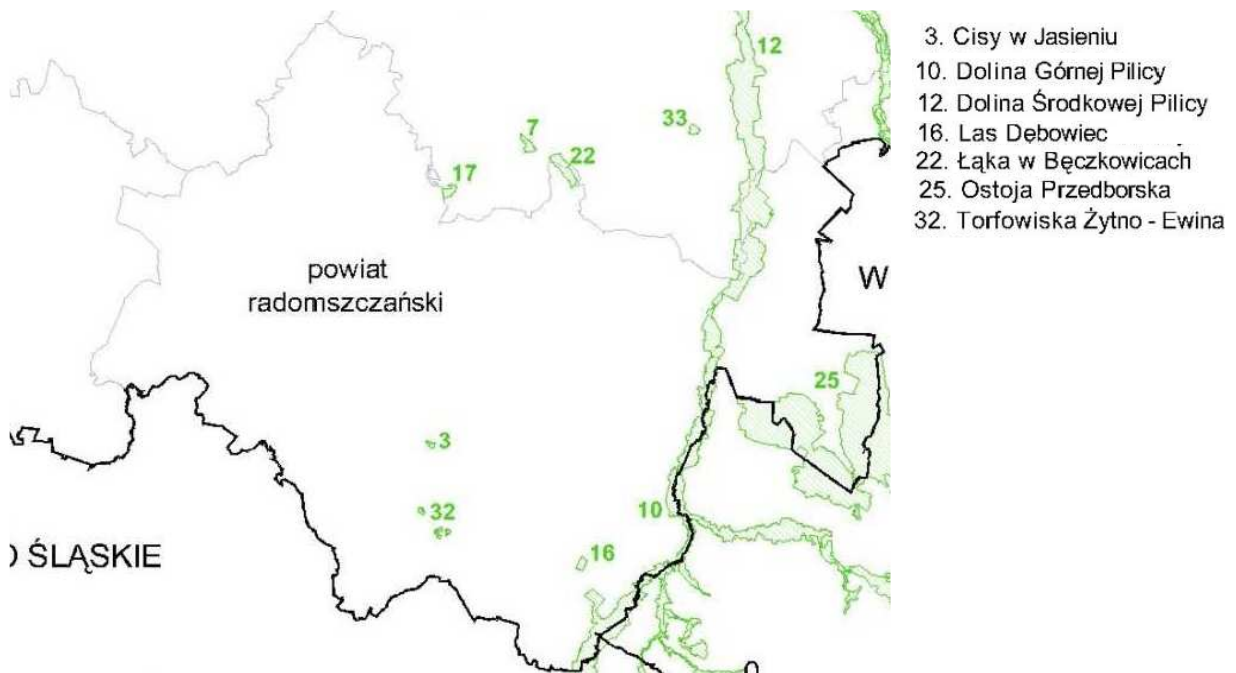 12
33
7
22
17
powiat
radomszczański
W
25
3
10
32
16
ŚLĄSKIE
3. Cisy w Jasieniu
10. Dolina Górnej Pilicy
12. Dolina Środkowej Pilicy
16. Las Dębowiec
22. Łąka w Bęczkowicach
25. Ostoja Przedborska
32. Torfowiska Żytno - Ewina